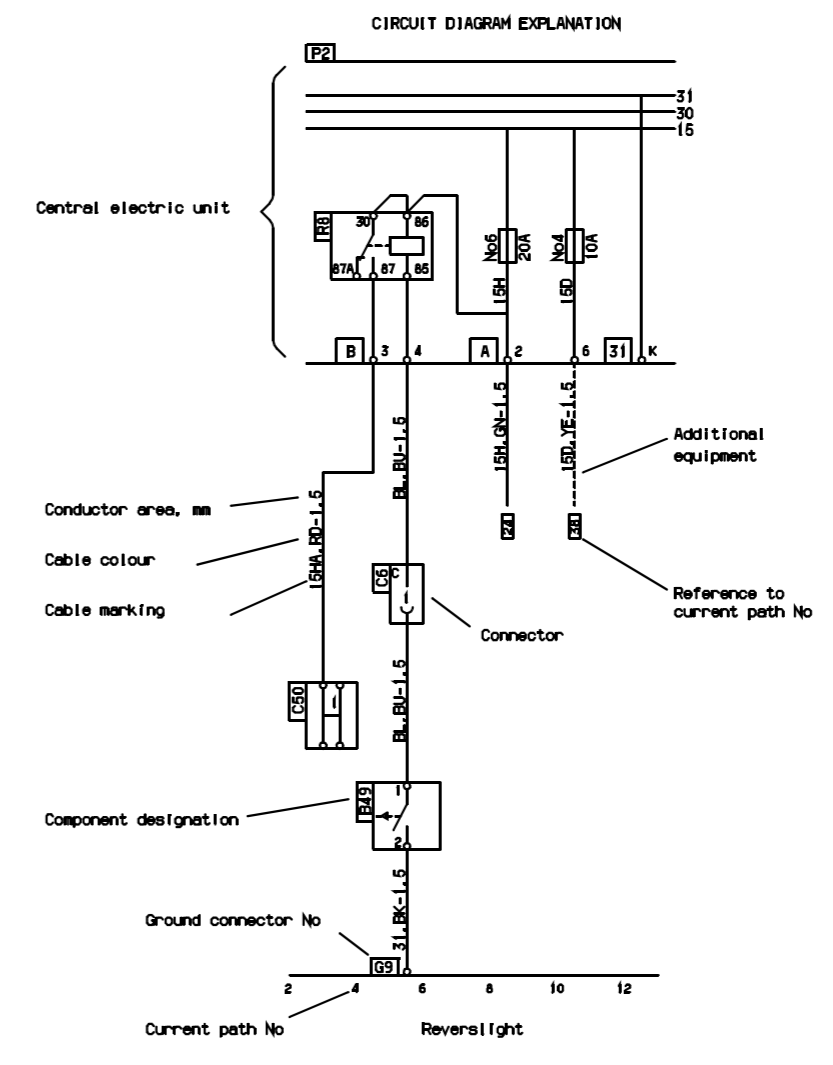 CIRCUIT DIAGRAM EXPLANATION
P2
31
30
15
Central electric unit
R8
30
86
87A
87
85
No6
20A
No4
10A
15H
15D
B
3
4
A
2
6
31
K
15H.GN-1.5
15D.YE-1.5
BL.BU-1.5
Additional
equipment
Conductor area, mm
15HA.RD-1.5
24
38
Cable colour
C6
C
1
Cable marking
Reference to
current path No
Connector
BL.BU-1.5
C50
1
B49
1
2
Component designation
31.BK-1.5
Ground connector No
G9
2
4
6
8
10
12
Current path No
Reverslight